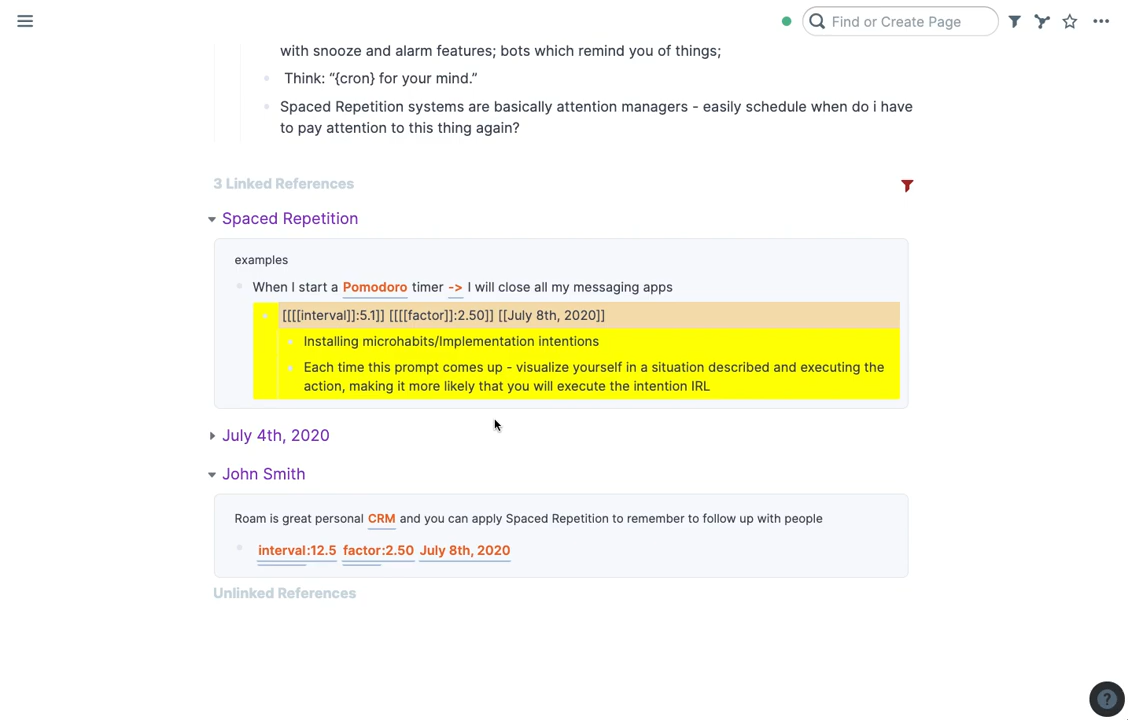 Find or Create Page
with snooze and alarm features; bots which remind you of things;
Think: “{cron} for your mind.”
Spaced Repetition systems are basically attention managers - easily schedule when do i have
to pay attention to this thing again?
3 Linked References
Spaced Repetition
examples
When I start a Pomodoro timer -> I will close all my messaging apps
[[[[interval]]:5.1]] [[[[factor]]:2.50]] [[July 8th, 2020]]
Installing microhabits/Implementation intentions
Each time this prompt comes up - visualize yourself in a situation described and executing the
action, making it more likely that you will execute the intention IRL
July 4th, 2020
John Smith
Roam is great personal CRM and you can apply Spaced Repetition to remember to follow up with people
interval:12.5 factor:2.50 July 8th, 2020
Unlinked References
?